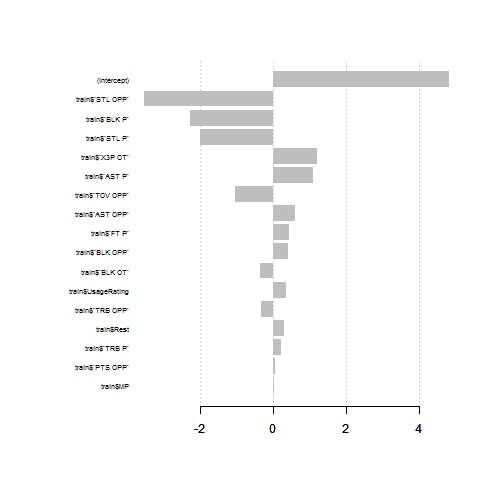 (Intercept)
train$`STL OPP`
train$`BLK P`
train$`STL P`
train$`X3P OT`
train$`AST P`
train$`TOV OPP`
train$`AST OPP`
train$`FT P`
train$`BLK OPP`
train$`BLK OT`
train$UsageRating
train$`TRB OPP`
train$Rest
train$`TRB P`
train$`PTS OPP`
train$MP
-2 0 2 4